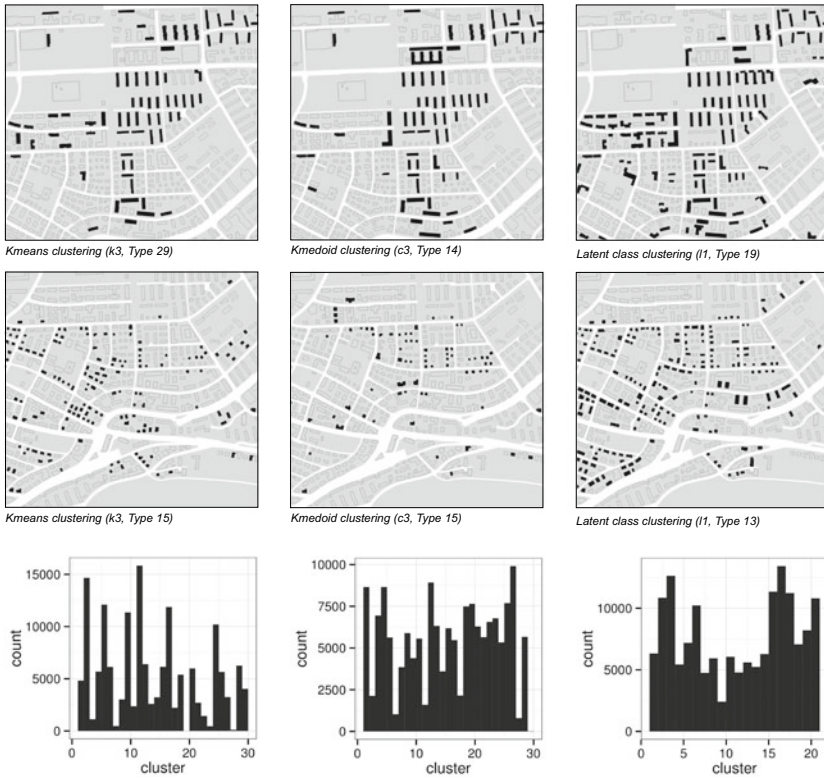 Kmeans clustering (k3, Type 29)
Kmedoid clustering (c3, Type 14)
Latent class clustering (l1, Type 19)
Kmeans clustering (k3, Type 15)
Kmedoid clustering (c3, Type 15)
Latent class clustering (l1, Type 13)
15000
10000
5000
0
count
0 10 20 30
cluster
10000
7500
5000
2500
0
count
0 10 20 30
cluster
10000
5000
0
count
0 5 10 15 20
cluster